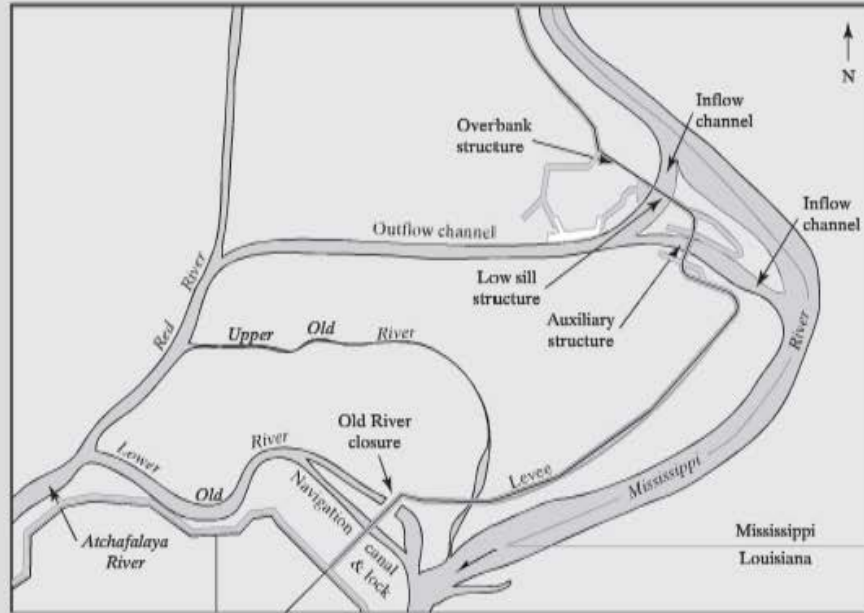 N
Inflow
channel
Overbank
structure
Inflow
channel
Outflow channel
Low sill
structure
Auxiliary
structure
River
Red
River
Upper Old River
Old River
closure
Lower Old River
Levee
Navigation
canal
& lock
Mississippi
Mississippi
Louisiana
Atchafalaya
River